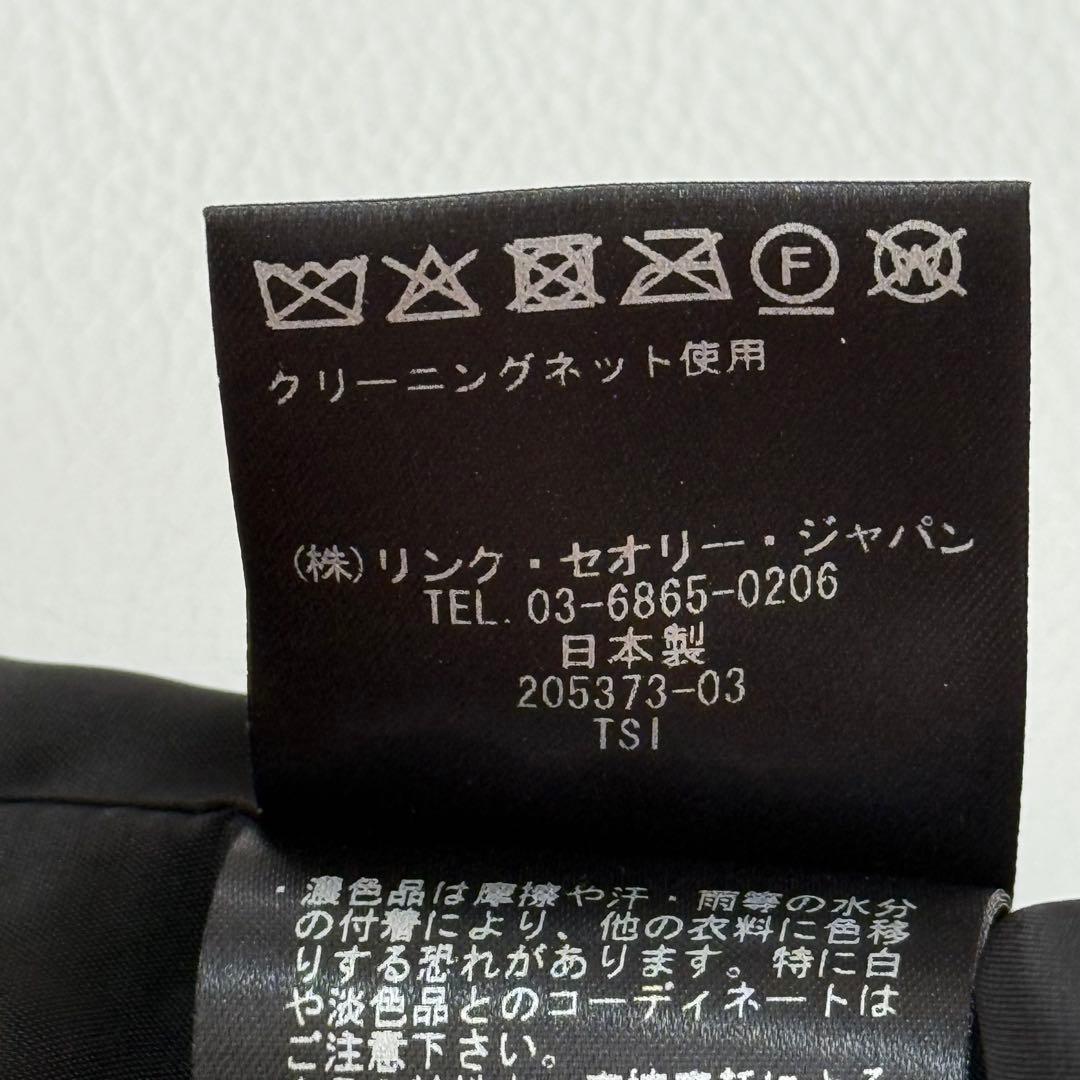 F W
クリーニングネット使用
(株)リンク・セオリー・ジャパン
TEL. 03-6865-0206
日本製
205373-03
TSI
・濃色品は摩擦や汗・雨等の水分
の付着により、他の衣料に色移
りする恐れがあります。特に白
や淡色品とのコーディネートは
ご注意下さい。